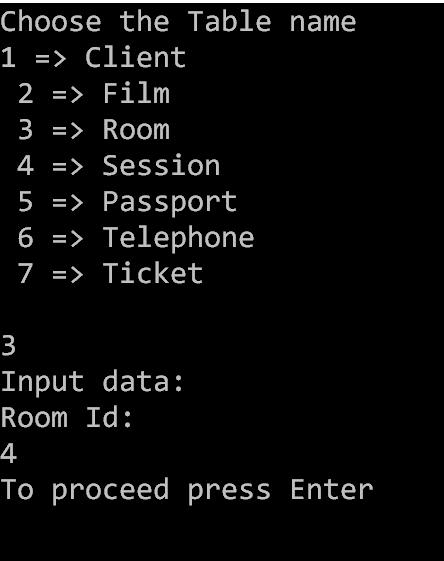 Choose the Table name
1 => Client
2 => Film
3 => Room
4 => Session
5 => Passport
6 => Telephone
7 => Ticket
3
Input data:
Room Id:
4
To proceed press Enter